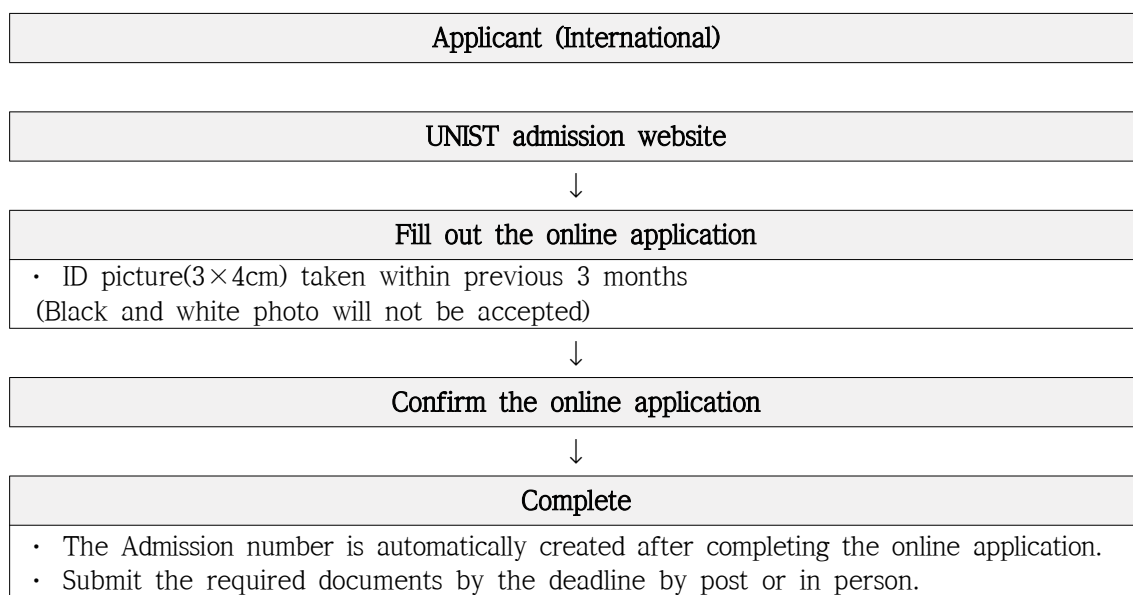 Applicant (International)
UNIST admission website
↓
Fill out the online application
· ID picture(3×4cm) taken within previous 3 months
(Black and white photo will not be accepted)
↓
Confirm the online application
↓
Complete
· The Admission number is automatically created after completing the online application.
· Submit the required documents by the deadline by post or in person.